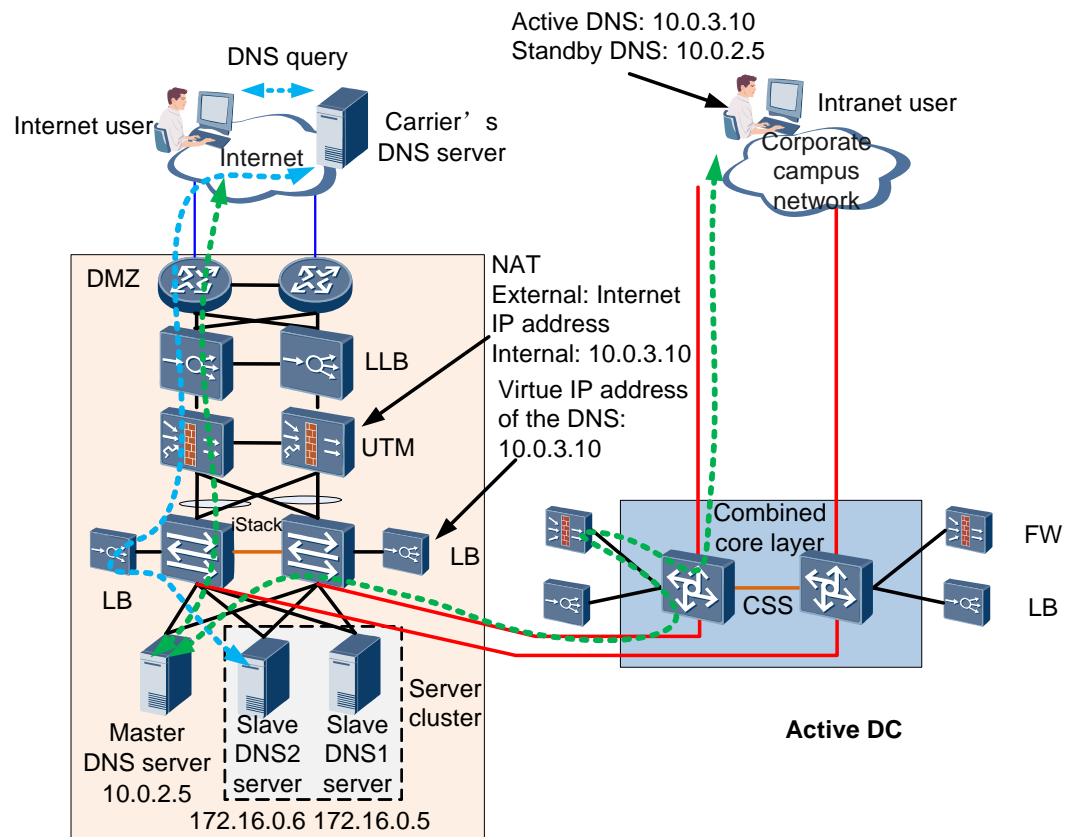 Active DNS: 10.0.3.10
Standby DNS: 10.0.2.5
DNS query
Internet user
Carrier’s
DNS server
Internet
Intranet user
Corporate
campus
network
DMZ
NAT
External: Internet
IP address
Internal: 10.0.3.10
LLB
Virtue IP address
of the DNS:
10.0.3.10
UTM
iStack
LB
LB
Combined
core layer
FW
CSS
LB
Master
DNS server
10.0.2.5
Slave
DNS2
server
Slave
DNS1
server
Server
cluster
172.16.0.6 172.16.0.5
Active DC